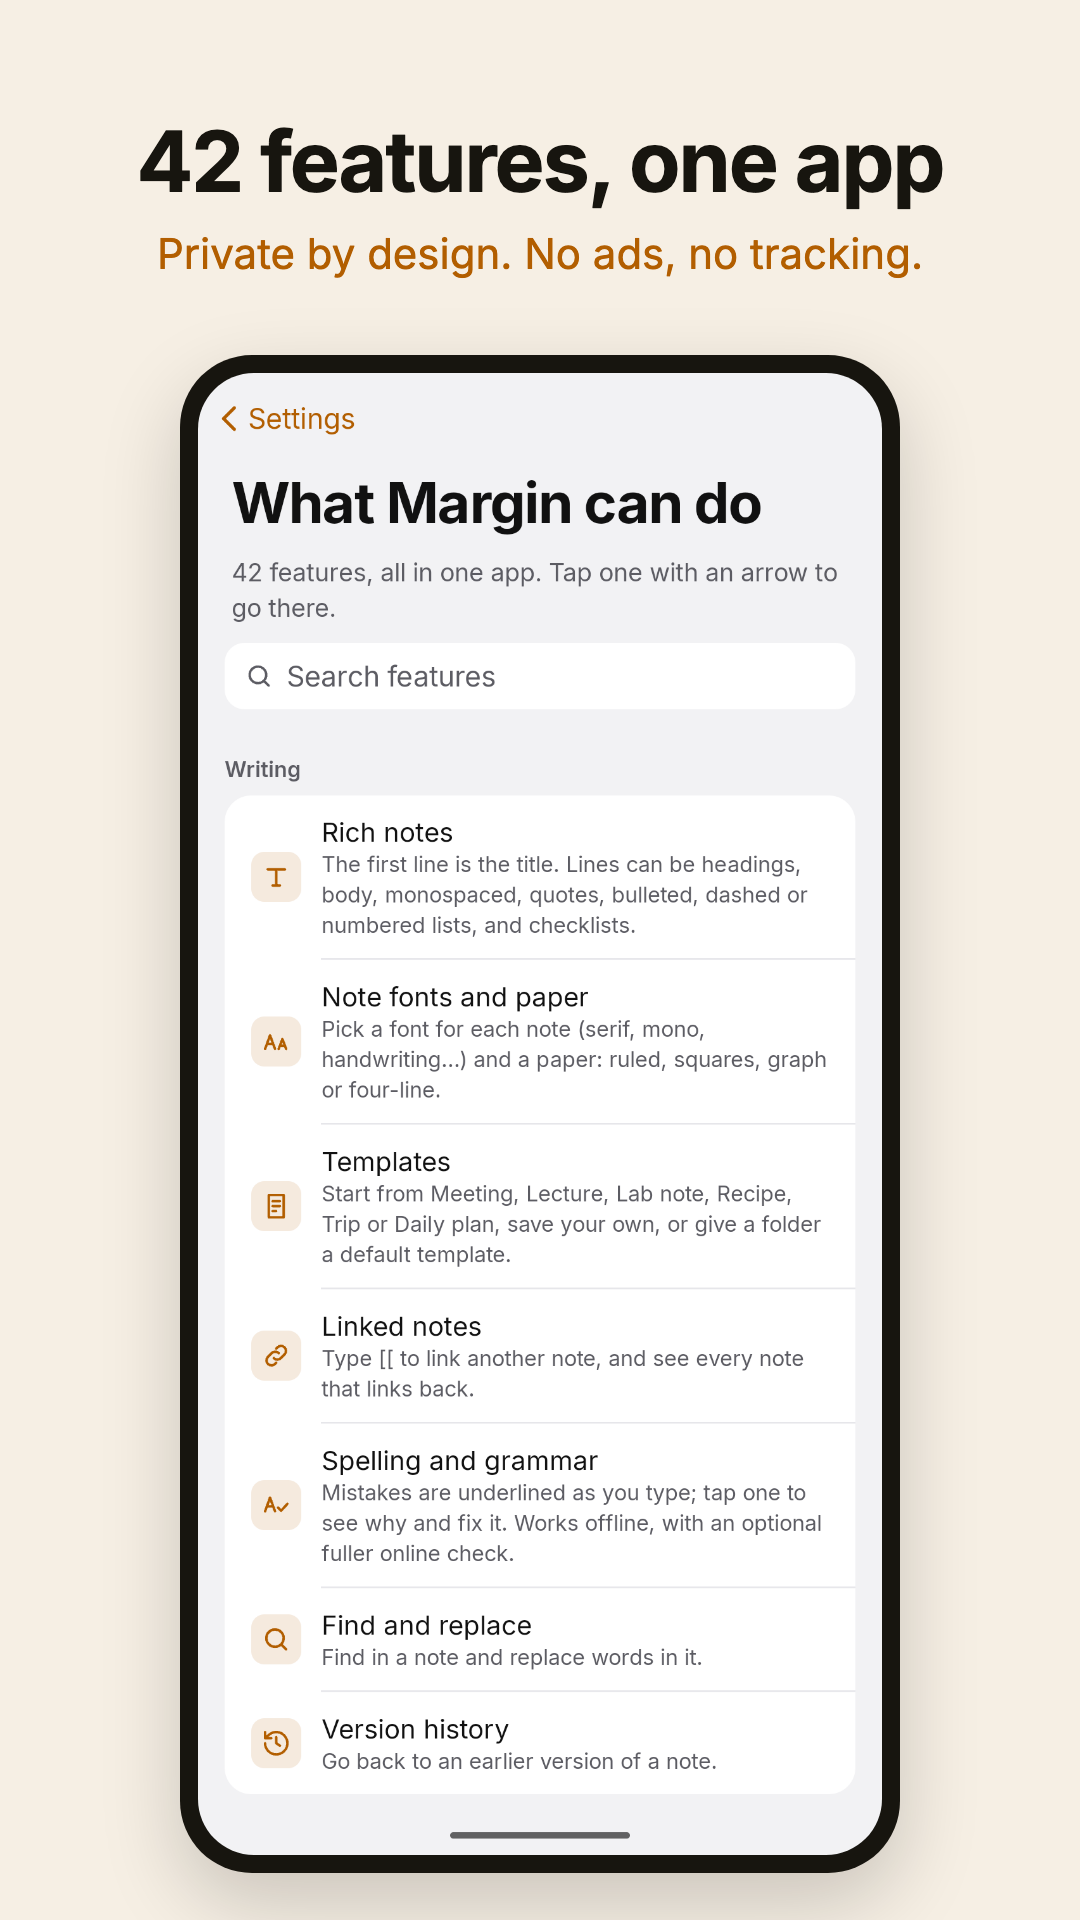 42 features, one app
Private by design. No ads, no tracking.
Settings
What Margin can do
42 features, all in one app. Tap one with an arrow to
go there.
Search features
Writing
Rich notes
The first line is the title. Lines can be headings,
body, monospaced, quotes, bulleted, dashed or
numbered lists, and checklists.
Note fonts and paper
Pick a font for each note (serif, mono,
handwriting...) and a paper: ruled, squares, graph
or four-line.
Templates
Start from Meeting, Lecture, Lab note, Recipe,
Trip or Daily plan, save your own, or give a folder
a default template.
Linked notes
Type [[ to link another note, and see every note
that links back.
Spelling and grammar
Mistakes are underlined as you type; tap one to
see why and fix it. Works offline, with an optional
fuller online check.
Find and replace
Find in a note and replace words in it.
Version history
Go back to an earlier version of a note.